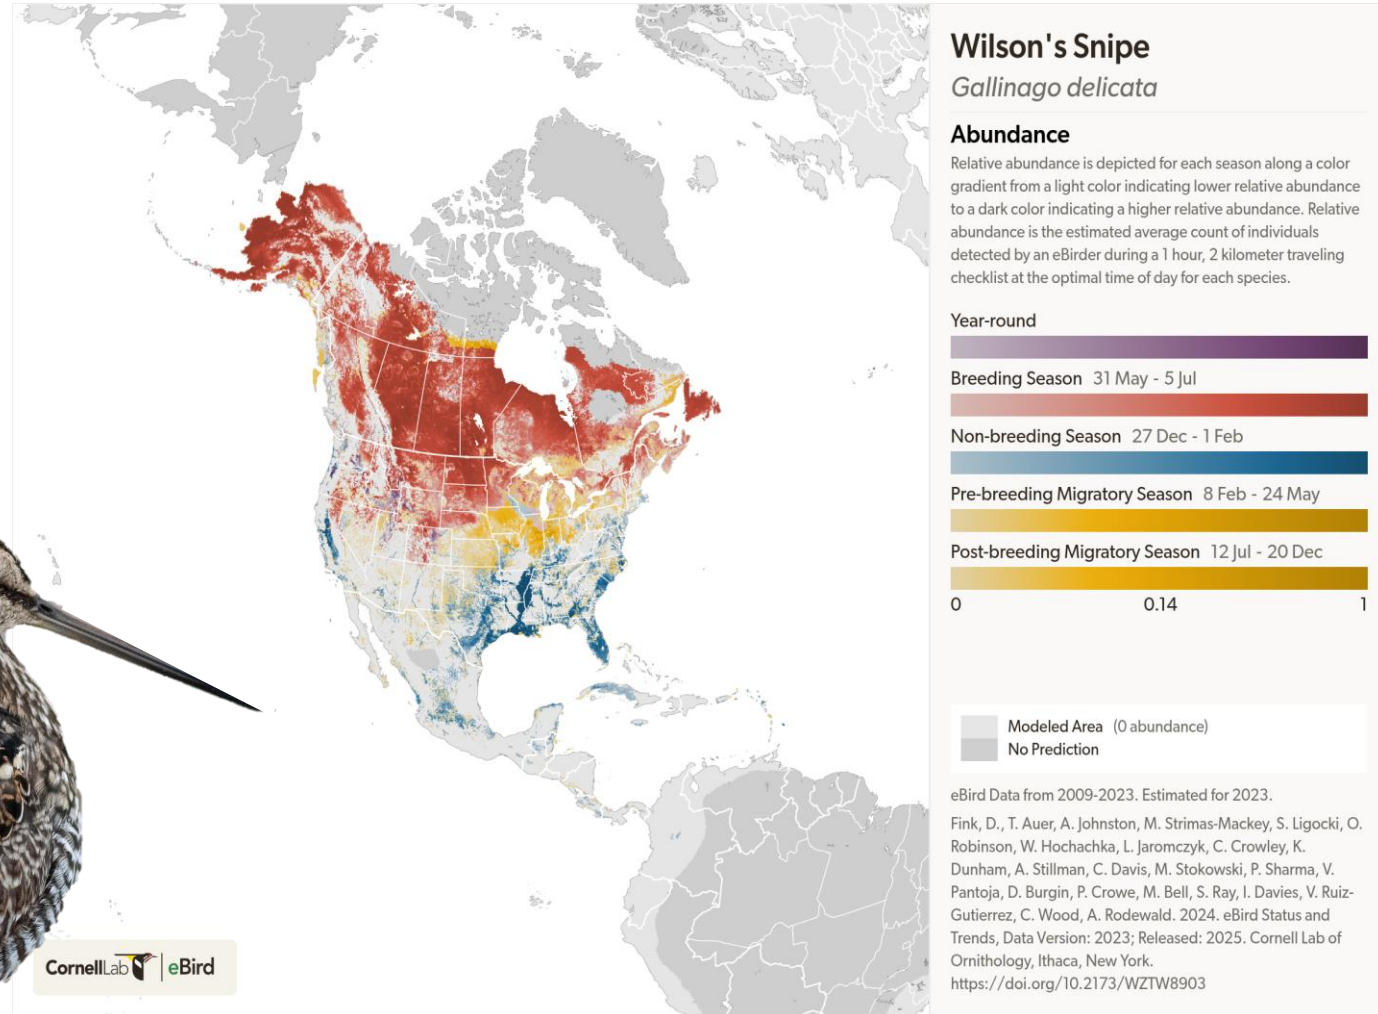 Wilson's Snipe
Gallinago delicata
Abundance
Relative abundance is depicted for each season along a color
gradient from a light color indicating lower relative abundance
to a dark color indicating a higher relative abundance. Relative
abundance is the estimated average count of individuals
detected by an eBirder during a 1 hour, 2 kilometer traveling
checklist at the optimal time of day for each species.
Year-round
Breeding Season 31 May - 5 Jul
Non-breeding Season 27 Dec - 1 Feb
Pre-breeding Migratory Season 8 Feb - 24 May
Post-breeding Migratory Season 12 Jul - 20 Dec
0 0.14 1
Modeled Area (0 abundance)
No Prediction
eBird Data from 2009-2023. Estimated for 2023.
Fink, D., T. Auer, A. Johnston, M. Strimas-Mackey, S. Ligocki, O.
Robinson, W. Hochachka, L. Jaromczyk, C. Crowley, K.
Dunham, A. Stillman, C. Davis, M. Stokowski, P. Sharma, V.
Pantoja, D. Burgin, P. Crowe, M. Bell, S. Ray, I. Davies, V. Ruiz-
Gutierrez, C. Wood, A. Rodewald. 2024. eBird Status and
Trends, Data Version: 2023; Released: 2025. Cornell Lab of
Ornithology, Ithaca, New York.
https://doi.org/10.2173/WZTW8903
CornellLab eBird